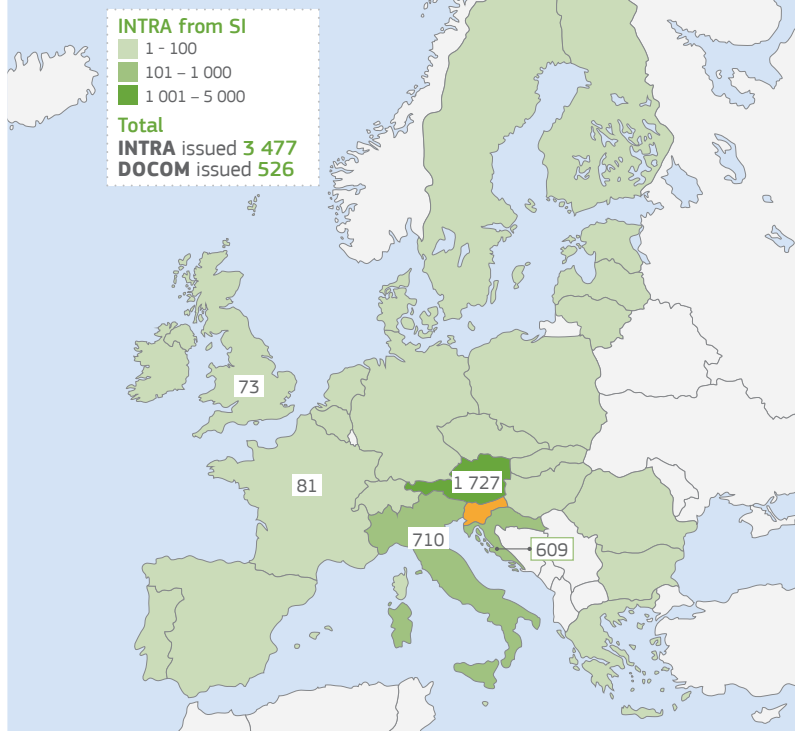 INTRA from SI
1 - 100
101 – 1 000
1 001 – 5 000
Total
INTRA issued 3 477
DOCOM issued 526
73
81
1 727
710
609